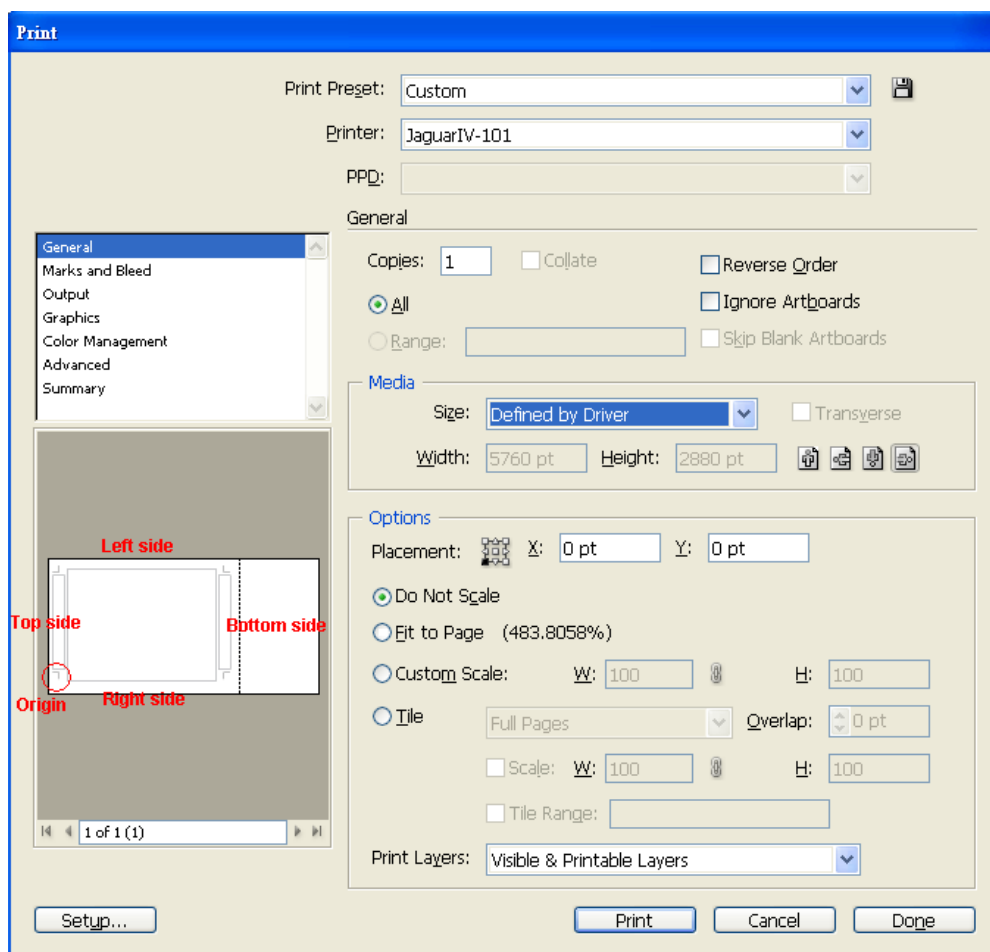 Print
Print Preset: Custom
Printer: JaguarIV-101
PPD:
General
General
Marks and Bleed
Output
Graphics
Color Management
Advanced
Summary
Copies: 1 Collate Reverse Order
All Ignore Artboards
Range: Skip Blank Artboards
Media
Size: Defined by Driver Transverse
Width: 5760 pt Height: 2880 pt
Left side
Top side
Bottom side
Origin
Right side
1 of 1 (1)
Options
Placement: X: 0 pt Y: 0 pt
Do Not Scale
Fit to Page (483.8058%)
Custom Scale: W: 100 H: 100
Tile Full Pages Overlap: 0 pt
Scale: W: 100 H: 100
Tile Range:
Print Layers: Visible & Printable Layers
Setup... Print Cancel Done